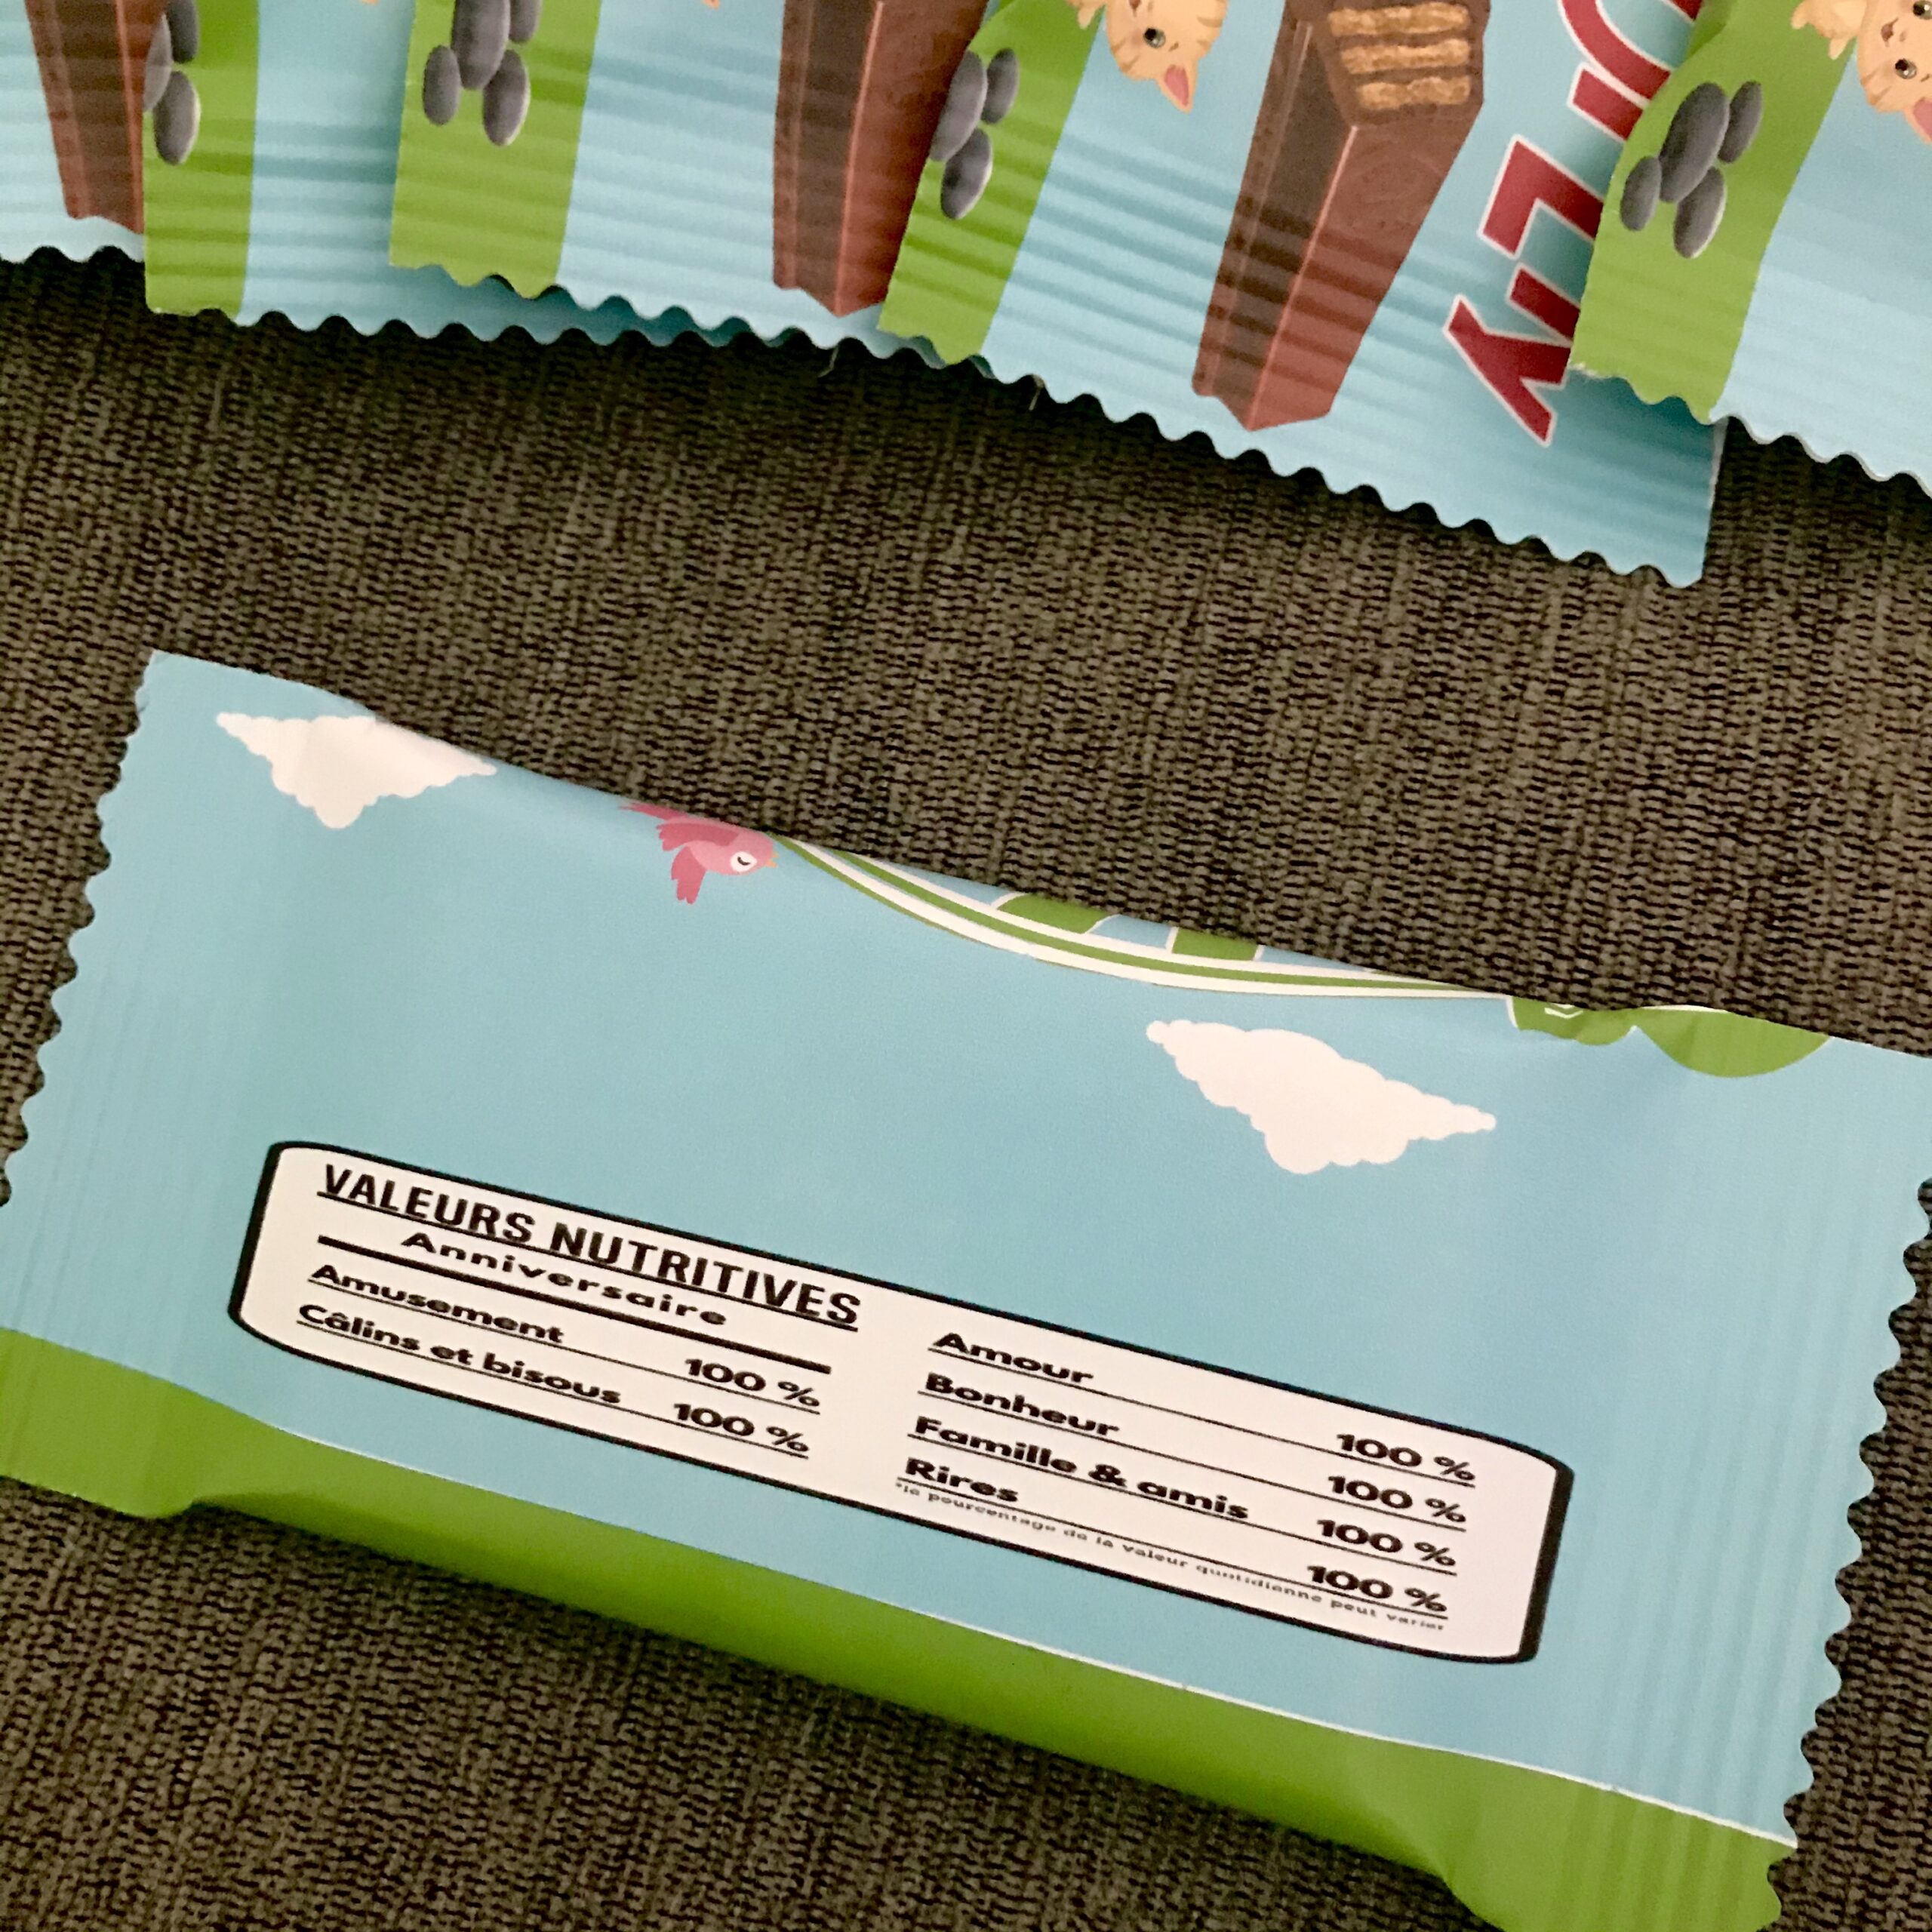 LLY
VALEURS NUTRITIVES
Anniversaire
Amusement 100 %
Câlins et bisous 100 %
Amour 100 %
Bonheur 100 %
Famille & amis 100 %
Rires 100 %
*le pourcentage de la valeur quotidienne peut varier